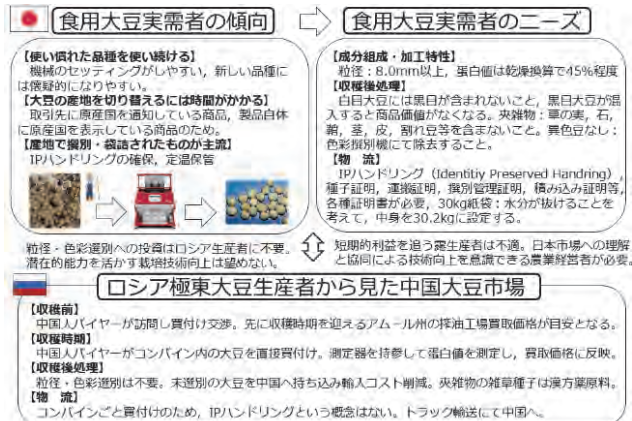 食用大豆実需者の傾向
食用大豆実需者のニーズ
【使い慣れた品種を使い続ける】
機械のセッティングがしやすい，新しい品種に
は懐疑的になりやすい。
【大豆の産地を切り替えるには時間がかかる】
取引先に原産国を通知している商品，製品自体
に原産国を表示している商品のため。
【産地で撰別・袋詰されたものが主流】
IPハンドリングの確保，定温保管
【成分組成・加工特性】
粒径：8.0mm以上，蛋白値は乾燥換算で45%程度
【収穫後処理】
白目大豆には黒目が含まれないこと，黒目大豆が混
入すると商品価値がなくなる。夾雑物：草の実，石，
鞘，茎，皮，割れ豆等を含まないこと。異色豆なし：
色彩撰別機にて除去すること。
【物　流】
IPハンドリング（Identitiy Preserved Handring），
種子証明，運搬証明，撰別管理証明，積み込み証明等，
各種証明書が必要，30kg紙袋：水分が抜けることを
考えて，中身を30.2kgに設定する。
粒径・色彩選別への投資はロシア生産者に不要。
潜在的能力を活かす栽培技術向上は望めない。
短期的利益を追う露生産者は不適。日本市場への理解
と協同による技術向上を意識できる農業経営者が必要。
ロシア極東大豆生産者から見た中国大豆市場
【収穫前】
中国人バイヤーが訪問し買付け交渉。先に収穫時期を迎えるアムール州の搾油工場買取価格が目安となる。
【収穫時期】
中国人バイヤーがコンバイン内の大豆を直接買付け。測定器を持参して蛋白値を測定し，買取価格に反映。
【収穫後処理】
粒径・色彩選別は不要。未選別の大豆を中国へ持ち込み輸入コスト削減。夾雑物の雑草種子は漢方薬原料。
【物　流】
コンバインごと買付けのため，IPハンドリングという概念はない。トラック輸送にて中国へ。